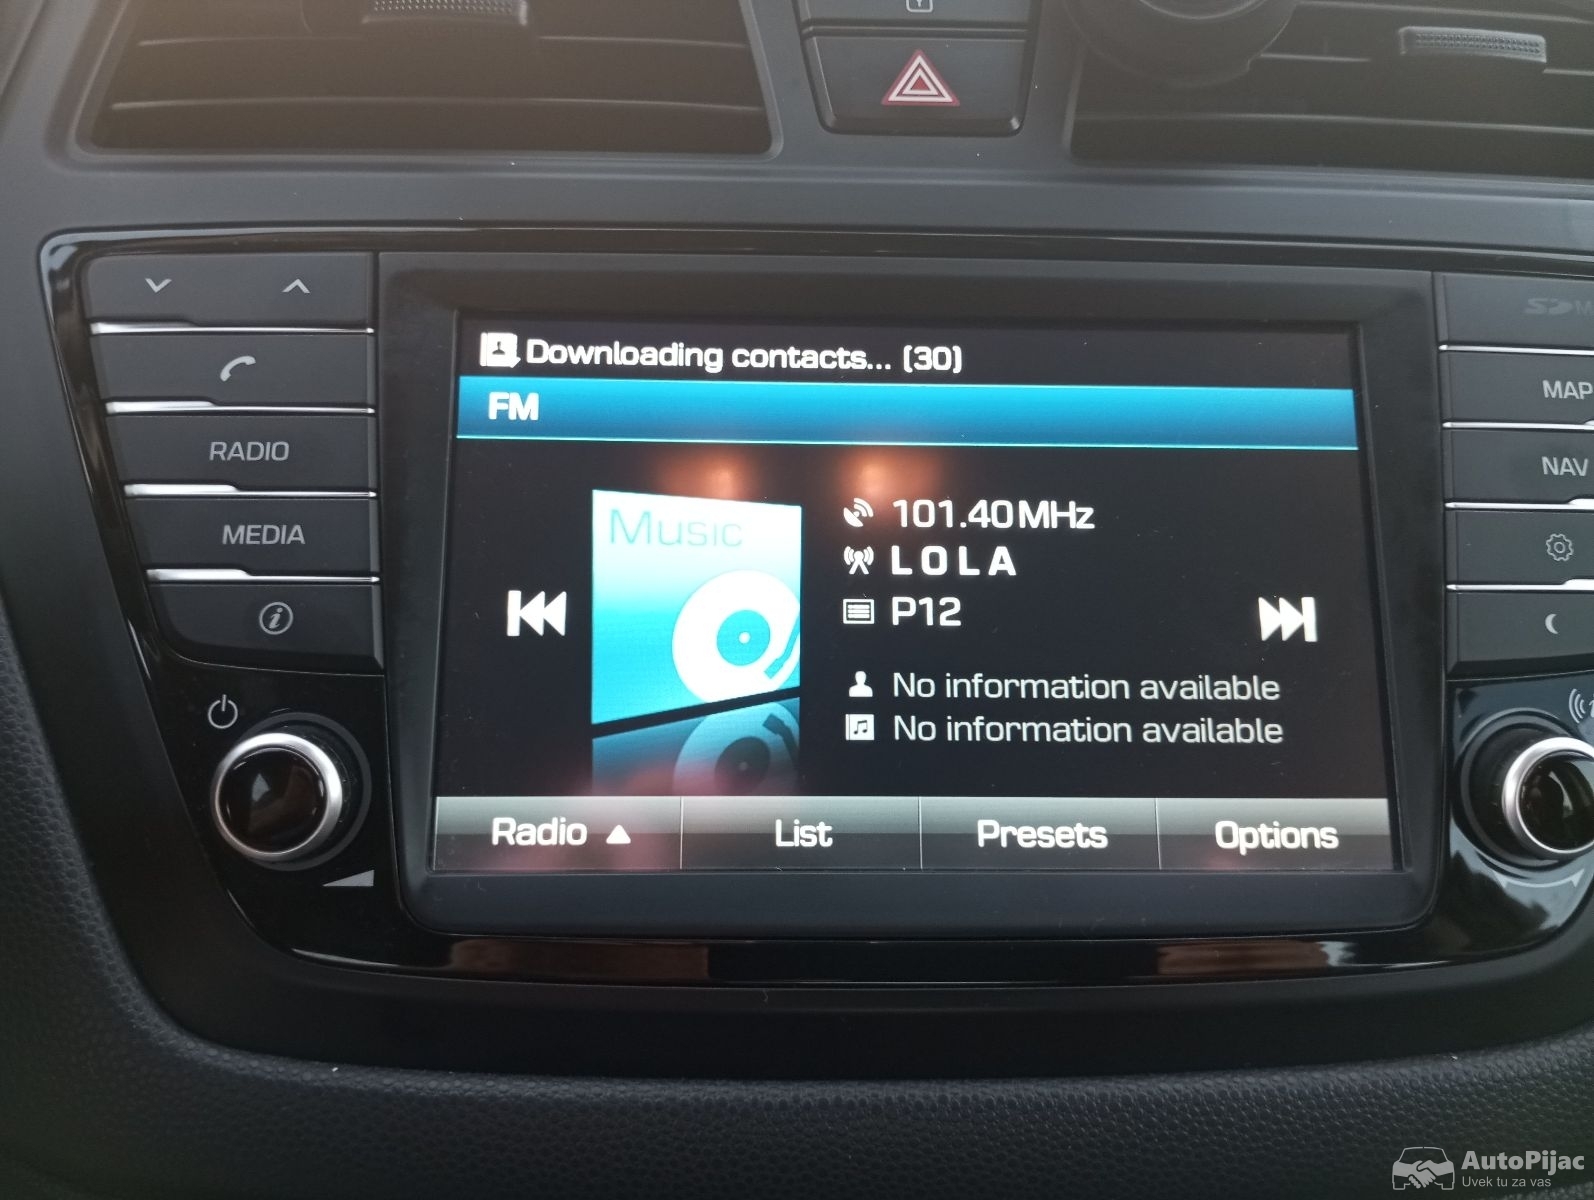 Downloading contacts... (30)
FM
RADIO
MEDIA
MAP
NAV
Music
101.40MHz
LOLA
P12
No information available
No information available
Radio
List
Presets
Options
AutoPijac
Uvek tu za vas